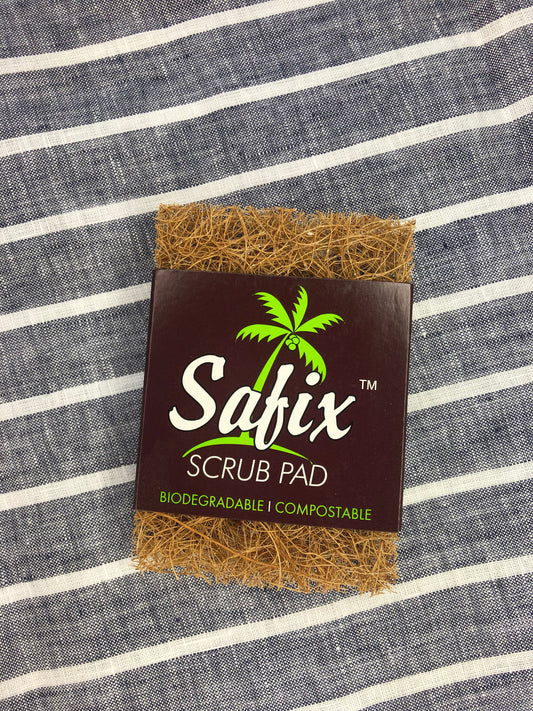 Safix™
SCRUB PAD
BIODEGRADABLE | COMPOSTABLE